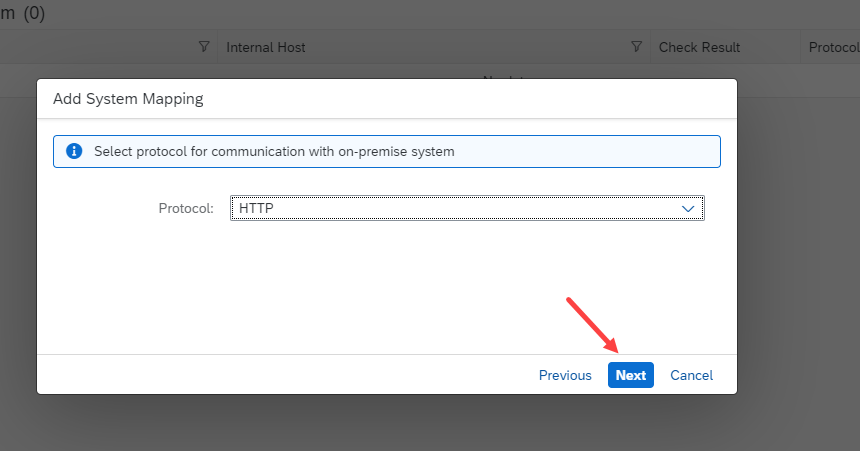 m (0)
Internal Host Check Result Protocol
Add System Mapping
Select protocol for communication with on-premise system
Protocol: HTTP
Previous Next Cancel